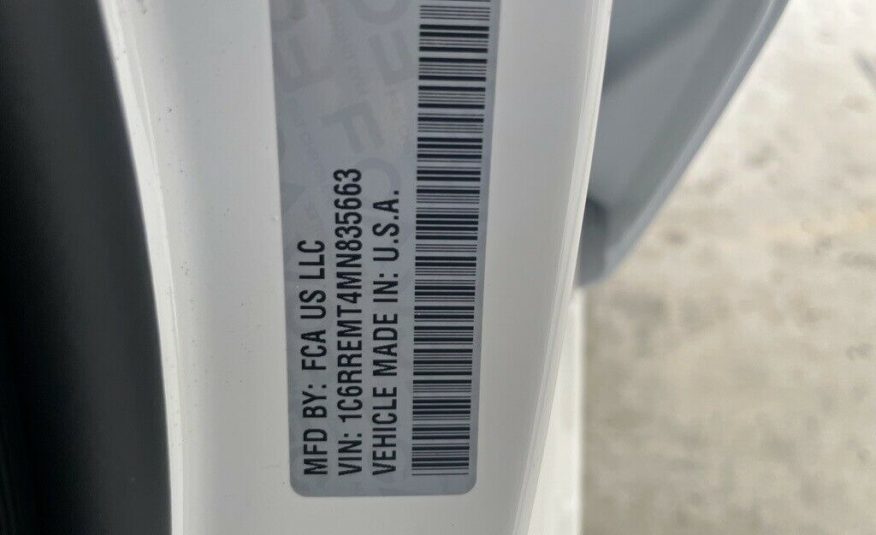 MFD BY: FCA US LLC
VIN: 1C6RREMT4MN835663
VEHICLE MADE IN: U.S.A.